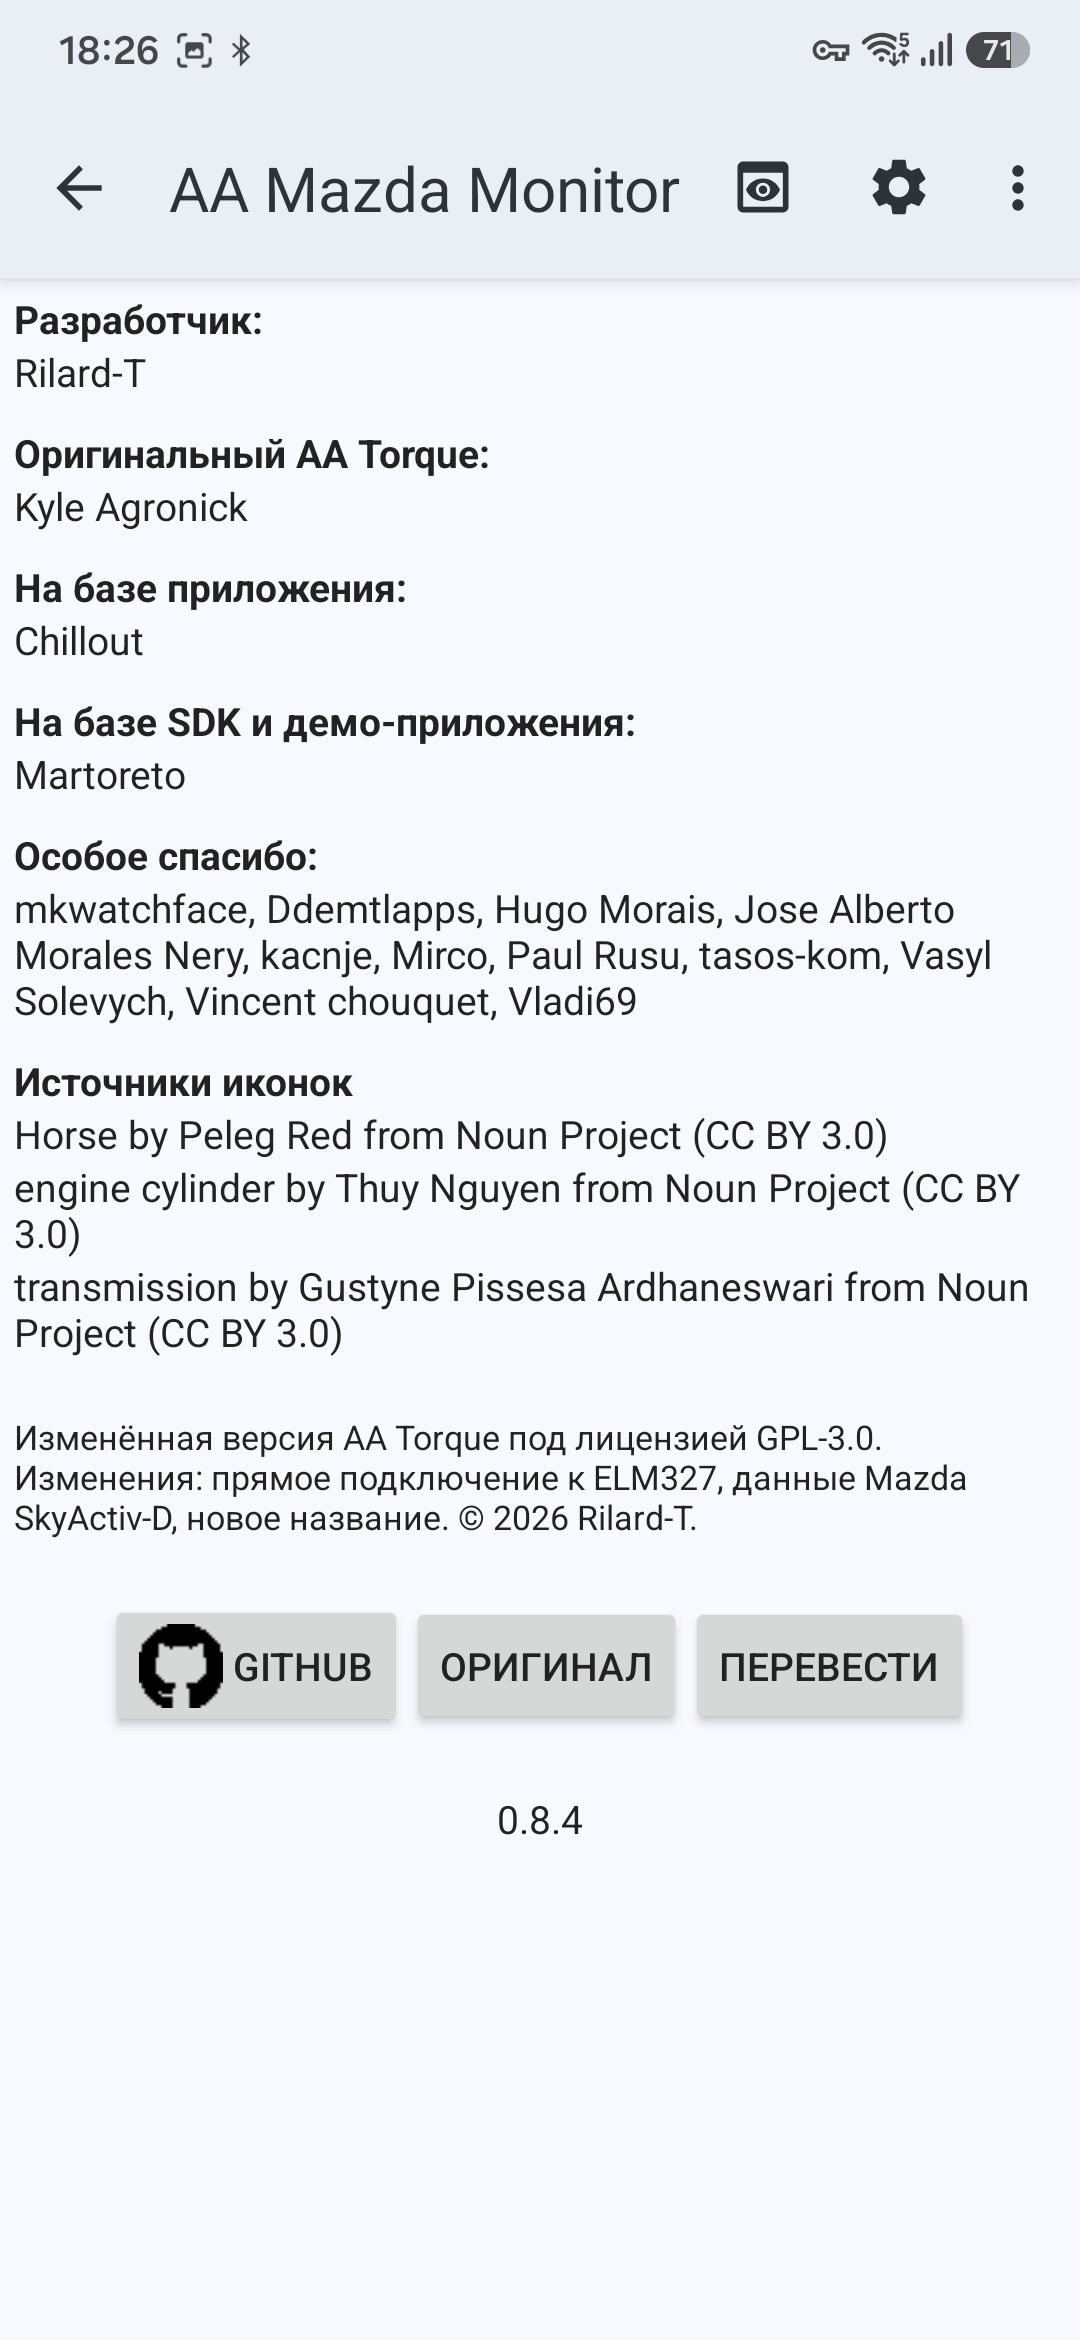 18:26
5
71
AA Mazda Monitor
Разработчик:
Rilard-T
Оригинальный AA Torque:
Kyle Agronick
На базе приложения:
Chillout
На базе SDK и демо-приложения:
Martoreto
Особое спасибо:
mkwatchface, Ddemtlapps, Hugo Morais, Jose Alberto
Morales Nery, kacnje, Mirco, Paul Rusu, tasos-kom, Vasyl
Solevych, Vincent chouquet, Vladi69
Источники иконок
Horse by Peleg Red from Noun Project (CC BY 3.0)
engine cylinder by Thuy Nguyen from Noun Project (CC BY
3.0)
transmission by Gustyne Pissesa Ardhaneswari from Noun
Project (CC BY 3.0)
Изменённая версия AA Torque под лицензией GPL-3.0.
Изменения: прямое подключение к ELM327, данные Mazda
SkyActiv-D, новое название. © 2026 Rilard-T.
GITHUB ОРИГИНАЛ ПЕРЕВЕСТИ
0.8.4